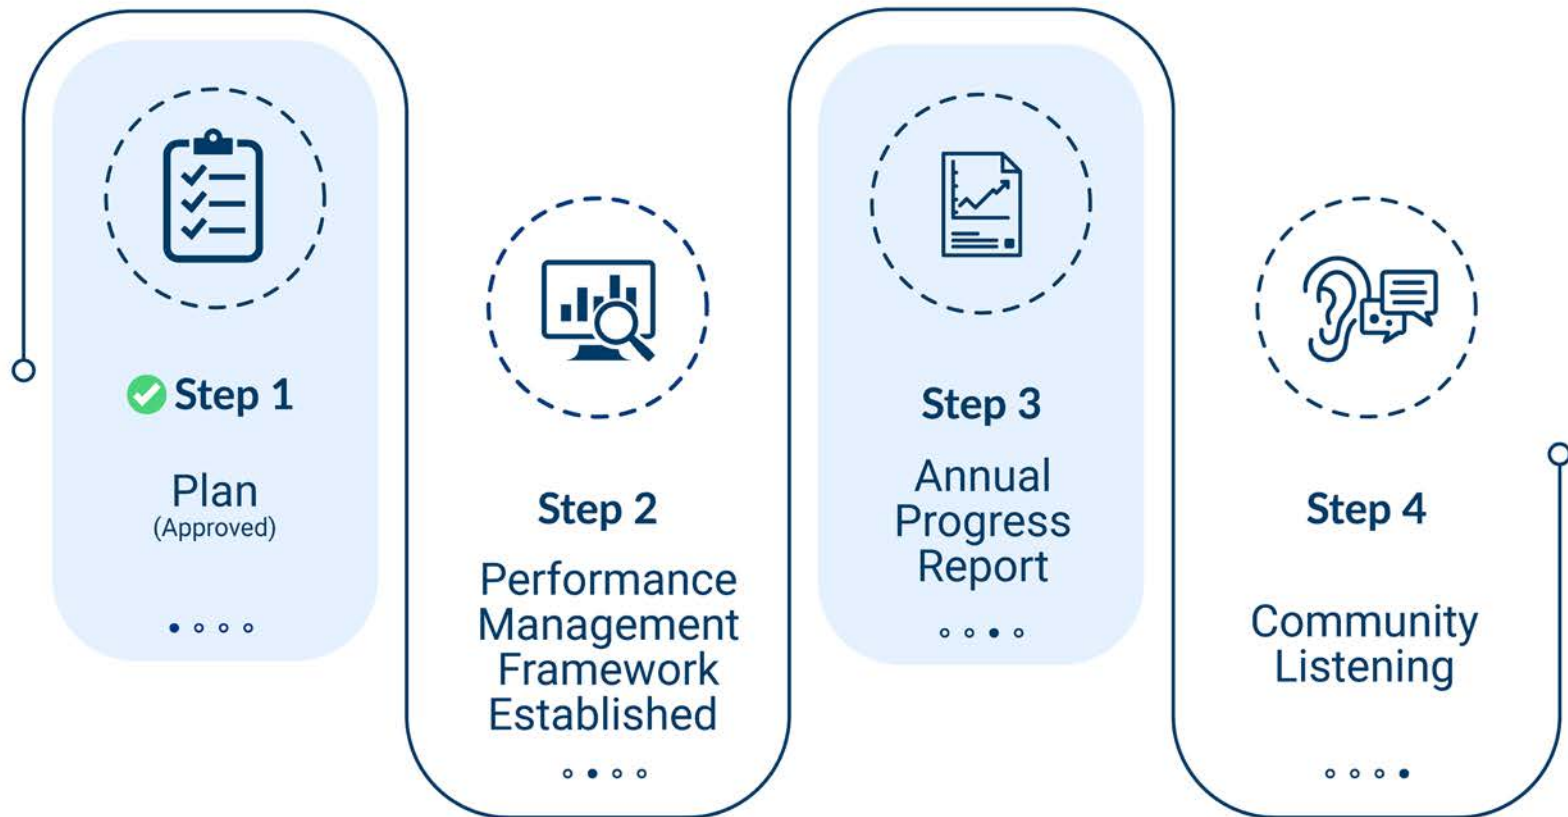 Step 1
Plan
(Approved)
Step 2
Performance
Management
Framework
Established
Step 3
Annual
Progress
Report
Step 4
Community
Listening